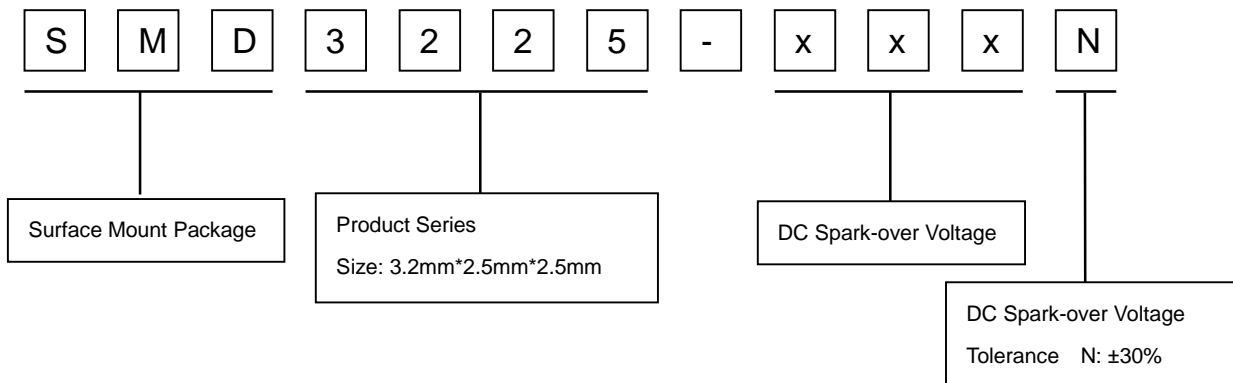 S M D 3 2 2 5 - x x x N
Surface Mount Package
Product Series
Size: 3.2mm*2.5mm*2.5mm
DC Spark-over Voltage
DC Spark-over Voltage
Tolerance N: ±30%